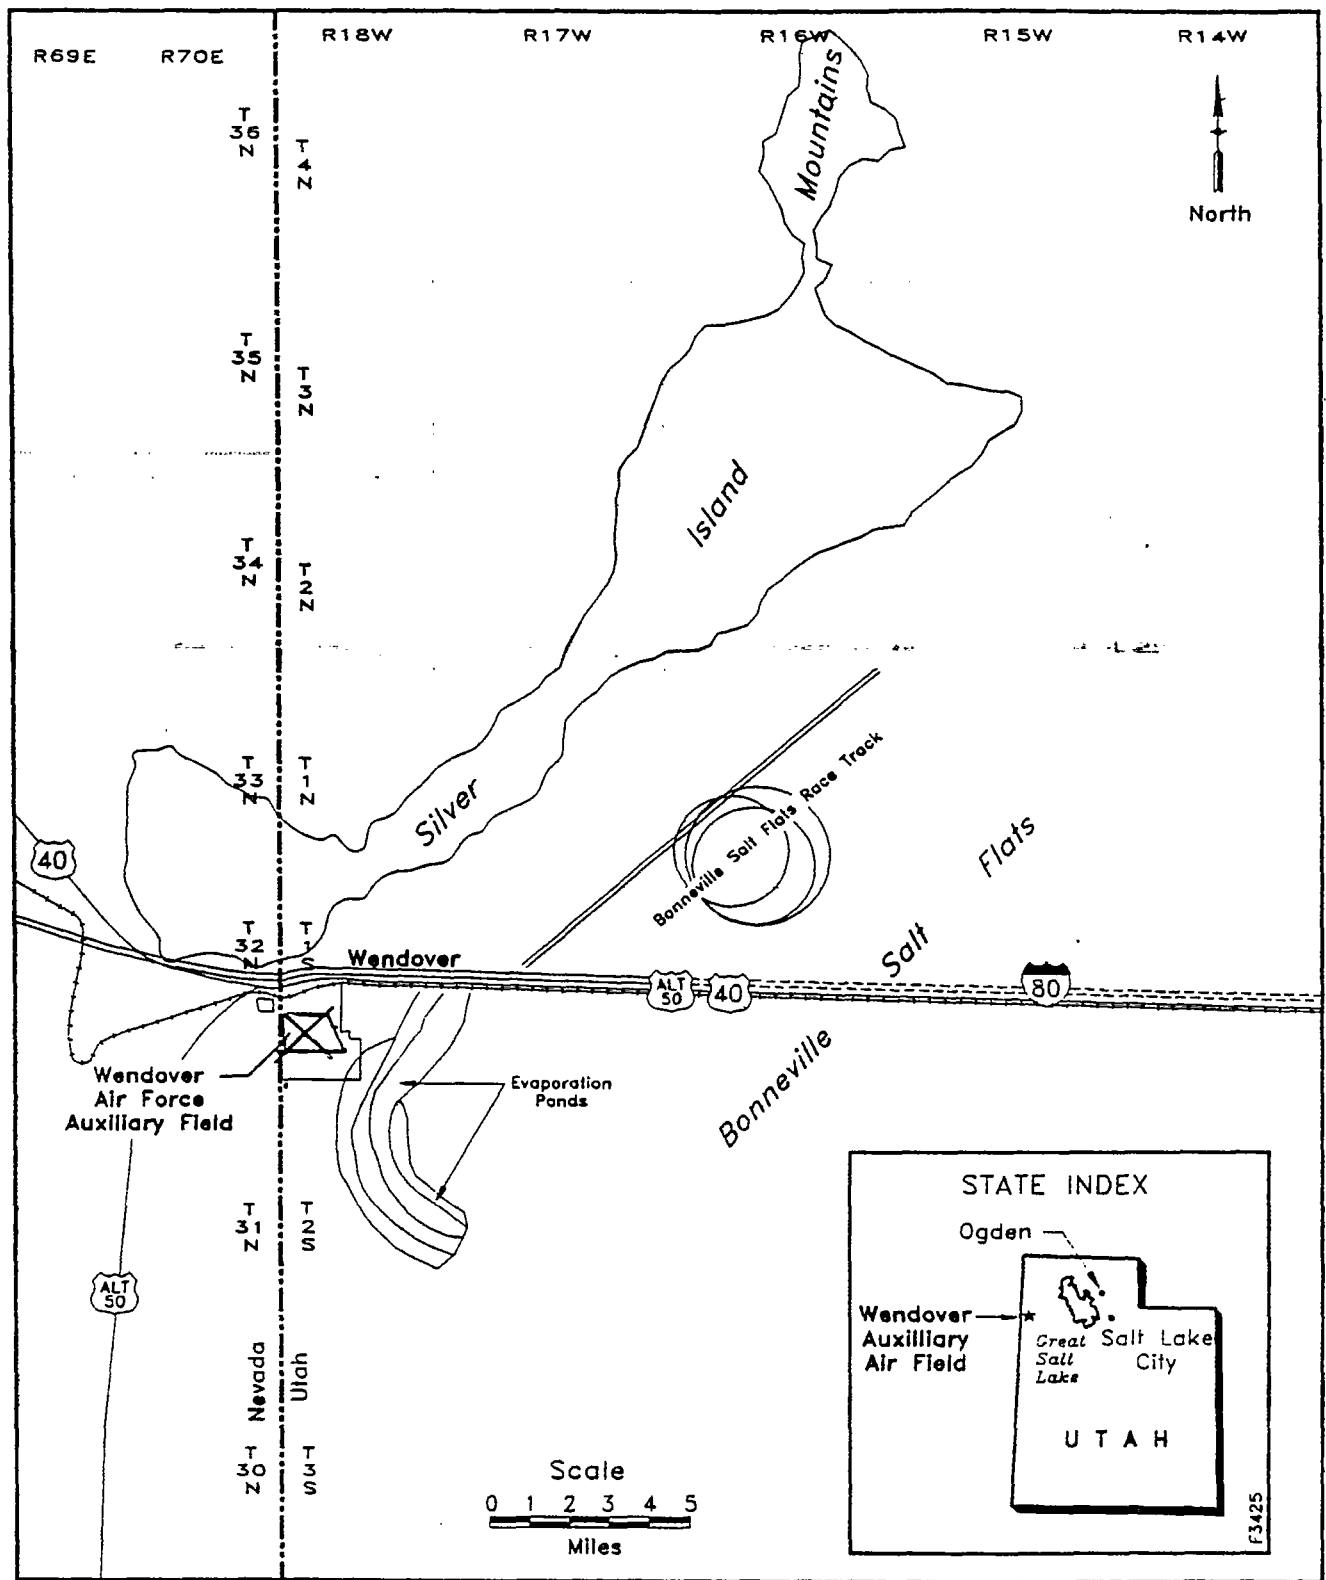 R69E R70E R18W R17W R16W R15W R14W
T
36
N
T
4
N
Mountains
North
T
35
N
T
3
N
Island
T
34
N
T
2
N
T
33
N
T
1
N
Silver
Bonneville Salt Flats Race Track
Flats
40
T
32
N
T
1
S
Wendover
Salt
ALT
50
40
80
Bonneville
Wendover
Air Force
Auxiliary Field
Evaporation
Ponds
T
31
N
T
2
S
ALT
50
Nevada
Utah
T
30
N
T
3
S
Scale
0 1 2 3 4 5
Miles
STATE INDEX
Ogden
Wendover
Auxilliary
Air Field
Great
Salt
Lake
Salt Lake
City
UTAH
F3425